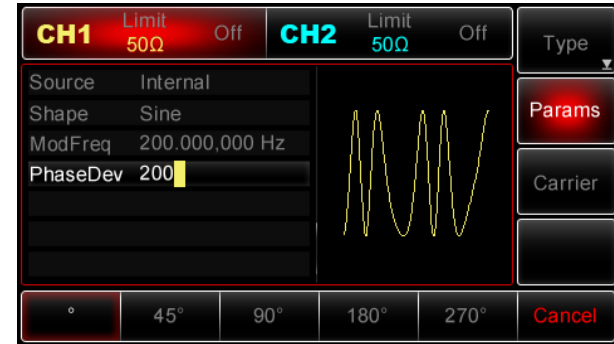 CH1 Limit 50Ω Off CH2 Limit 50Ω Off
Type
Source Internal
Shape Sine
Params
ModFreq 200.000,000 Hz
PhaseDev 200
Carrier
° 45° 90° 180° 270° Cancel